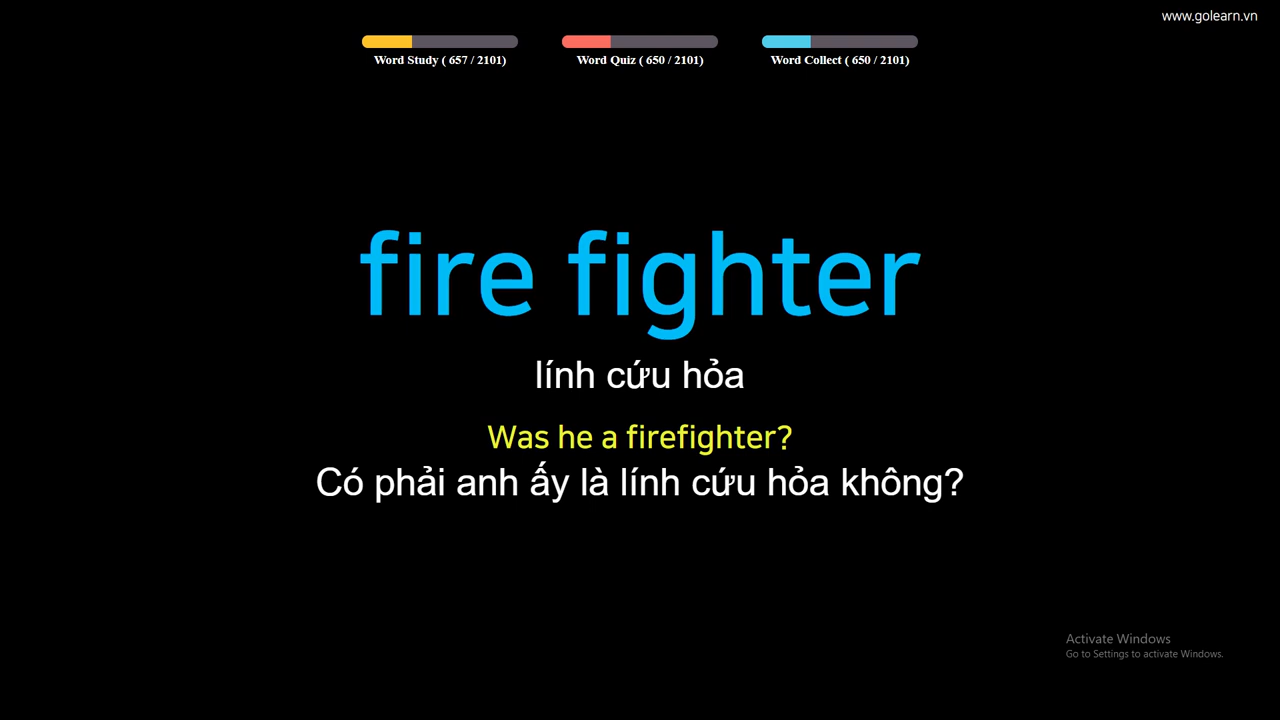 www.golearn.vn
Word Study ( 657 / 2101) Word Quiz ( 650 / 2101) Word Collect ( 650 / 2101)
fire fighter
lính cứu hỏa
Was he a firefighter?
Có phải anh ấy là lính cứu hỏa không?
Activate Windows
Go to Settings to activate Windows.